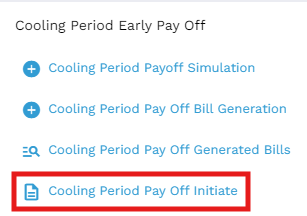 Cooling Period Early Pay Off
Cooling Period Payoff Simulation
Cooling Period Pay Off Bill Generation
Cooling Period Pay Off Generated Bills
Cooling Period Pay Off Initiate